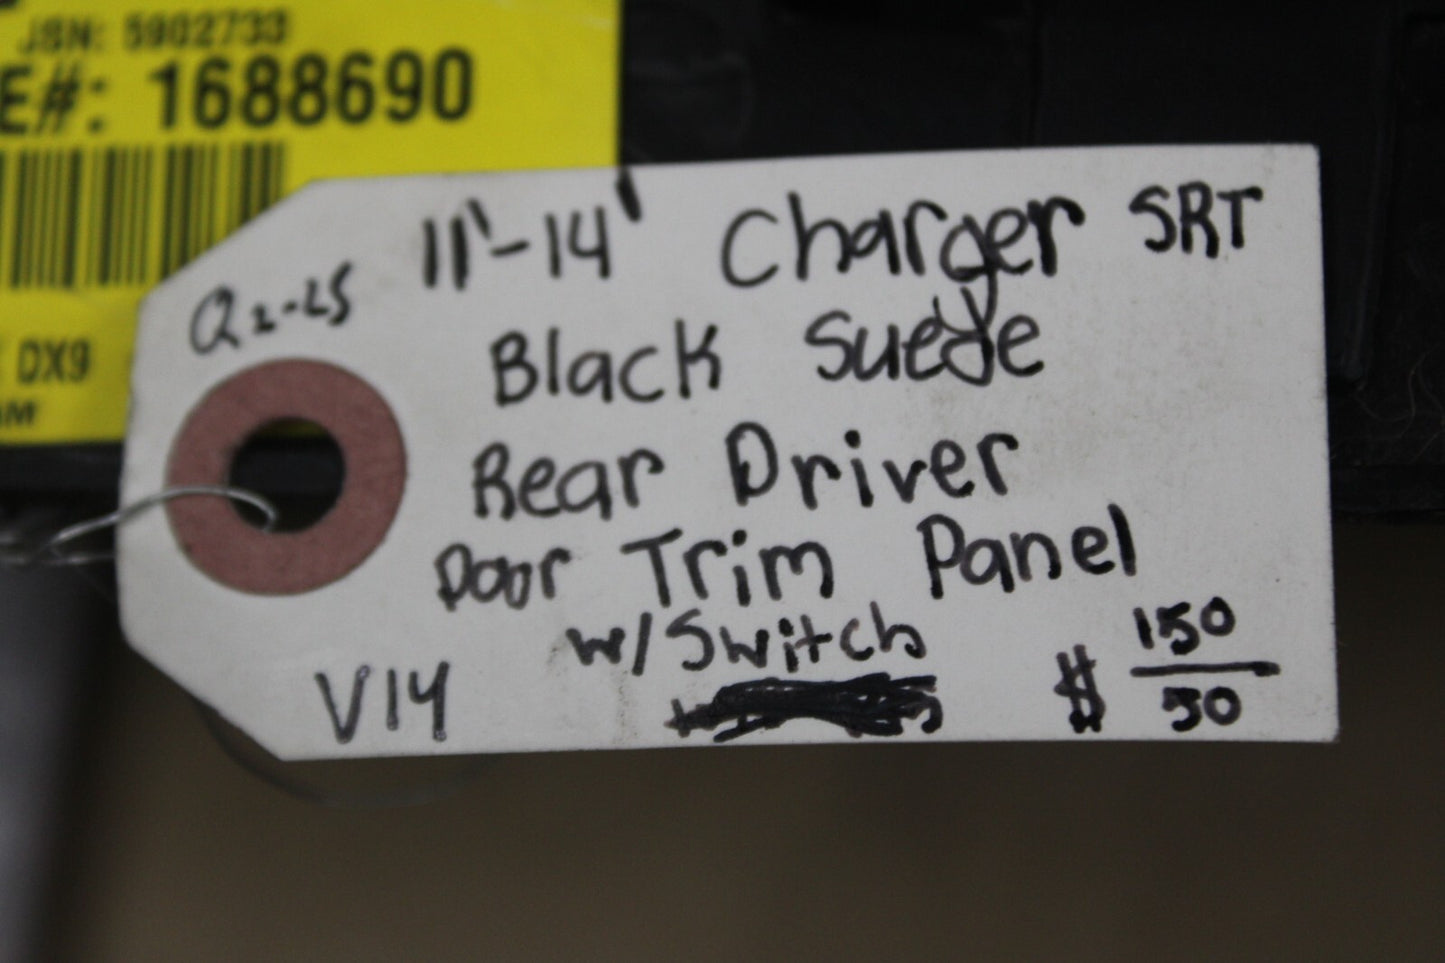 JSN: 5902733
E#: 1688690
DX9
AM
Q2-25
11'-14' Charger SRT
Black Suede
Rear Driver
Door Trim Panel
w/Switch
V14
$ 150
50